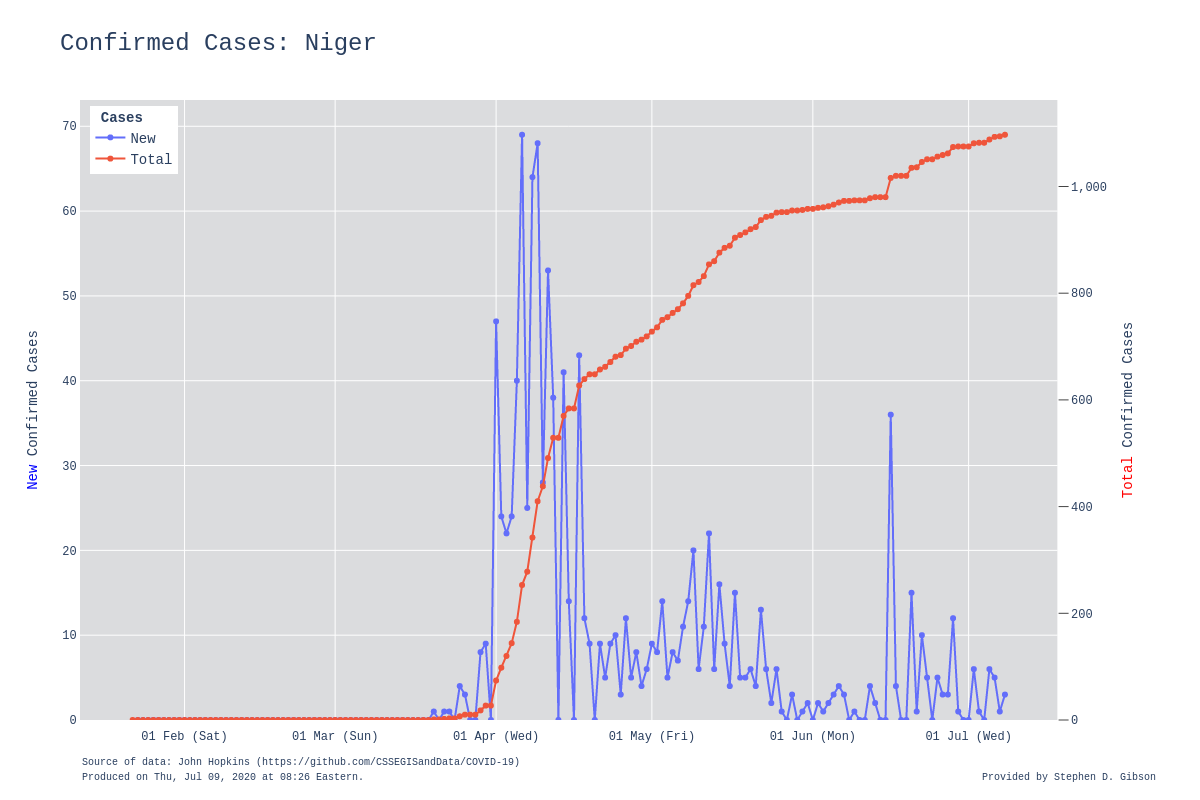 Confirmed Cases: Niger
Cases
New
Total
70
60
50
40
30
20
10
0
New Confirmed Cases
1,000
800
600
400
200
0
Total Confirmed Cases
01 Feb (Sat)
01 Mar (Sun)
01 Apr (Wed)
01 May (Fri)
01 Jun (Mon)
01 Jul (Wed)
Source of data: John Hopkins (https://github.com/CSSEGISandData/COVID-19)
Produced on Thu, Jul 09, 2020 at 08:26 Eastern.
Provided by Stephen D. Gibson